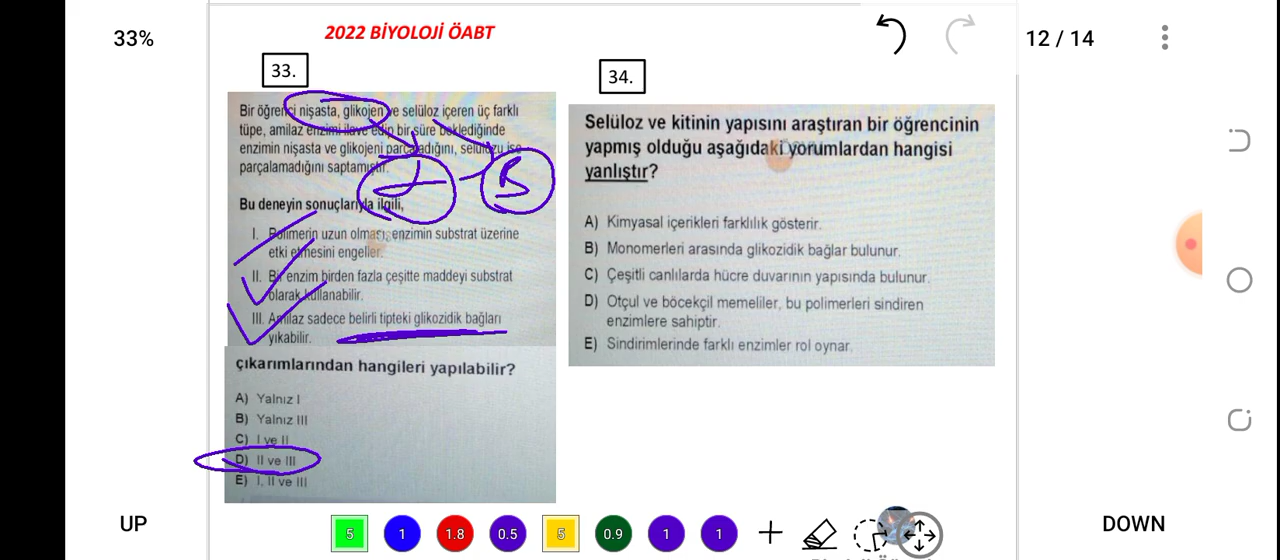 33%
2022 BİYOLOJİ ÖABT
12 / 14
33.
Bir öğrenci nişasta, glikojen ve selüloz içeren üç farklı
tüpe, amilaz enzimi ilave edip bir süre beklediğinde
enzimin nişasta ve glikojeni parçaladığını, selülozu ise
parçalamadığını saptamıştır.
Bu deneyin sonuçlarıyla ilgili,
I. Polimerin uzun olması, enzimin substrat üzerine
etki etmesini engeller.
II. Bir enzim birden fazla çeşitte maddeyi substrat
olarak kullanabilir.
III. Amilaz sadece belirli tipteki glikozidik bağları
yıkabilir.
çıkarımlarından hangileri yapılabilir?
A) Yalnız I
B) Yalnız III
C) I ve II
D) II ve III
E) I, II ve III
B
34.
Selüloz ve kitinin yapısını araştıran bir öğrencinin
yapmış olduğu aşağıdaki yorumlardan hangisi
yanlıştır?
A) Kimyasal içerikleri farklılık gösterir.
B) Monomerleri arasında glikozidik bağlar bulunur.
C) Çeşitli canlılarda hücre duvarının yapısında bulunur.
D) Otçul ve böcekçil memeliler, bu polimerleri sindiren
enzimlere sahiptir.
E) Sindirimlerinde farklı enzimler rol oynar.
UP
5 1 1.8 0.5 5 0.9 1 1
DOWN